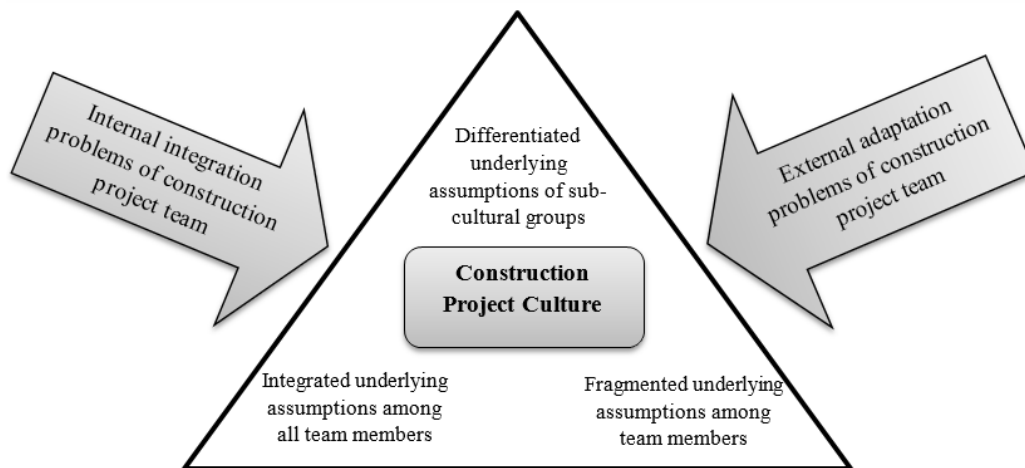 Internal integration
problems of construction
project team
External adaptation
problems of construction
project team
Differentiated
underlying
assumptions of sub-
cultural groups
Construction
Project Culture
Integrated underlying
assumptions among
all team members
Fragmented underlying
assumptions among
team members